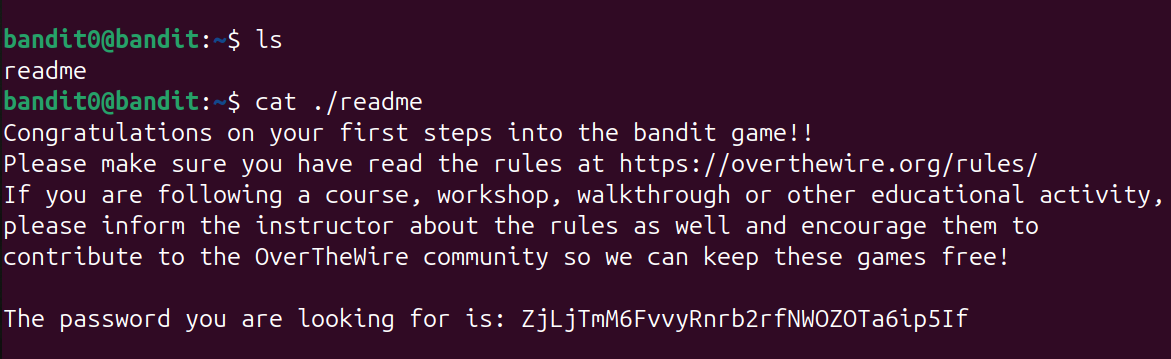 bandit0@bandit:~$ ls
readme
bandit0@bandit:~$ cat ./readme
Congratulations on your first steps into the bandit game!!
Please make sure you have read the rules at https://overthewire.org/rules/
If you are following a course, workshop, walkthrough or other educational activity,
please inform the instructor about the rules as well and encourage them to
contribute to the OverTheWire community so we can keep these games free!

The password you are looking for is: ZjLjTmM6FvvyRnrb2rfNWOZOTa6ip5If